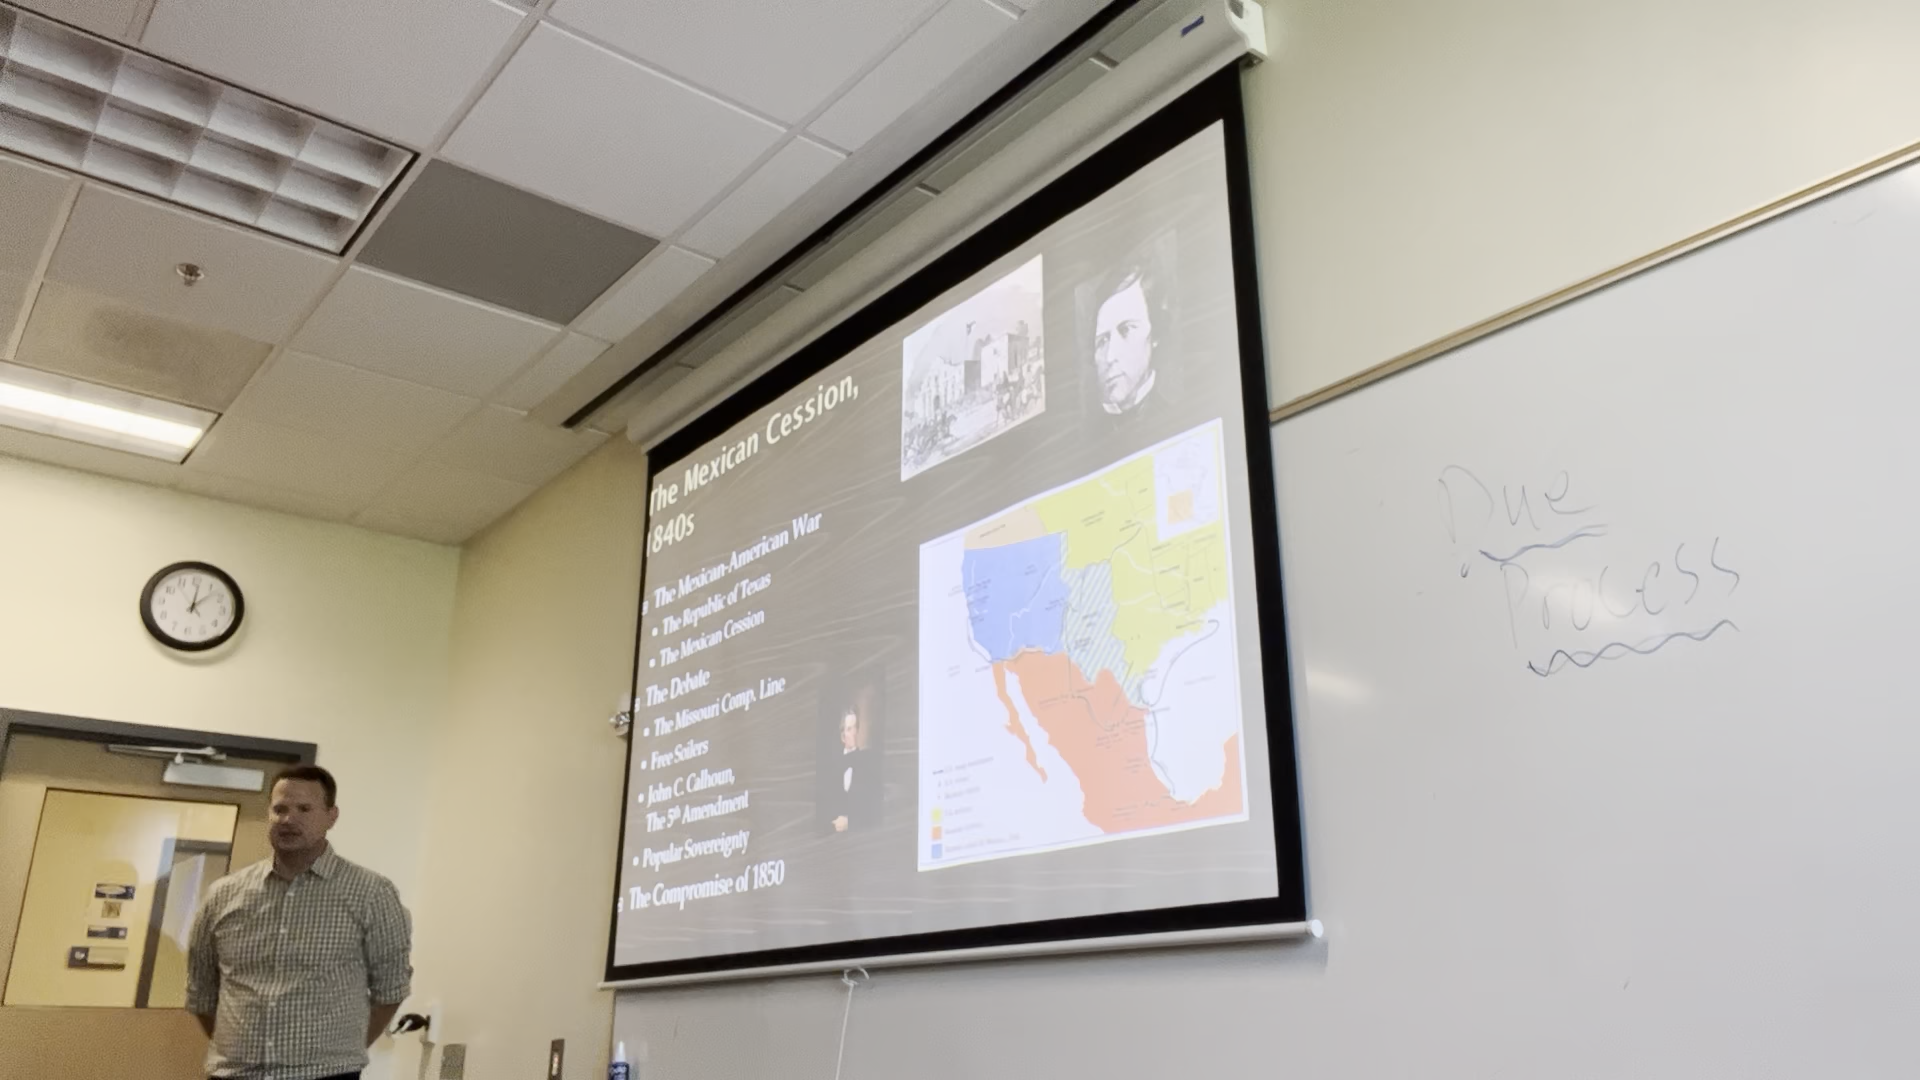 The Mexican Cession,
1840s
The Mexican-American War
• The Republic of Texas
• The Mexican Cession
The Debate
• The Missouri Comp. Line
• Free Soilers
• John C. Calhoun,
The 5th Amendment
• Popular Sovereignty
The Compromise of 1850
Due
Process